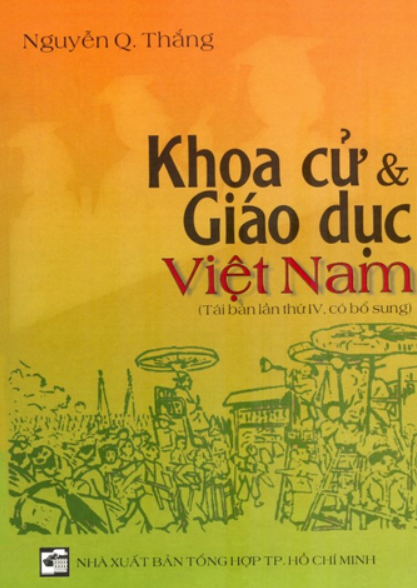 Nguyễn Q. Thắng
Khoa cử &
Giáo dục
Việt Nam
(Tái bản lần thứ IV, có bổ sung)
NHÀ XUẤT BẢN TỔNG HỢP TP. HỒ CHÍ MINH